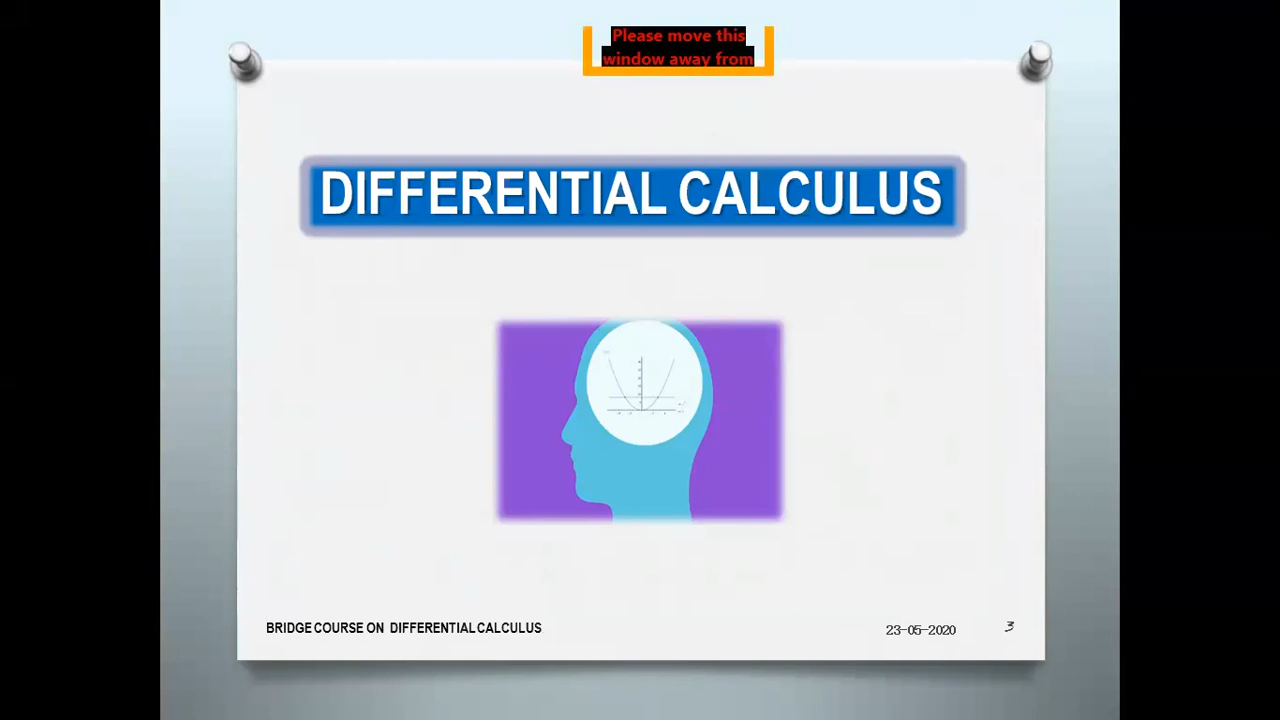 Please move this
window away from
DIFFERENTIAL CALCULUS
BRIDGE COURSE ON DIFFERENTIAL CALCULUS
23-05-2020
3